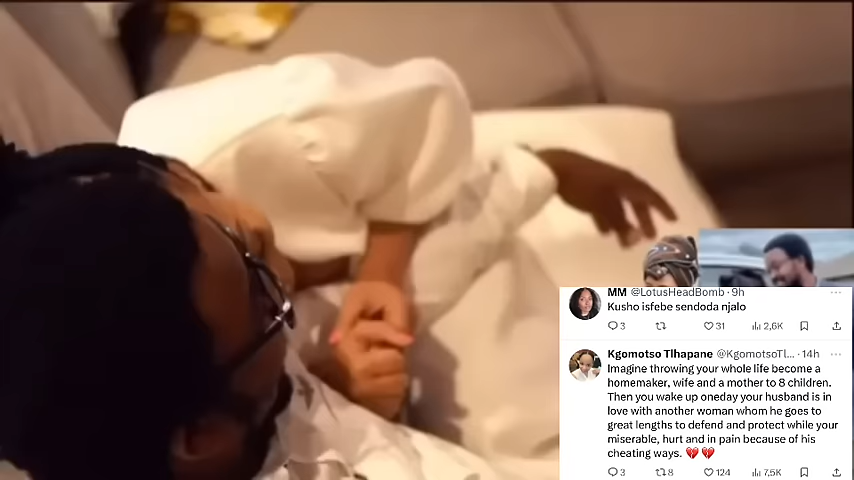 MM @LotusHeadBomb · 9h
Kusho isfebe sendoda njalo
3 31 2,6K
Kgomotso Tlhapane @KgomotsoTl... · 14h
Imagine throwing your whole life become a
homemaker, wife and a mother to 8 children.
Then you wake up oneday your husband is in
love with another woman whom he goes to
great lengths to defend and protect while your
miserable, hurt and in pain because of his
cheating ways. 💔 💔
3 8 124 7,5K